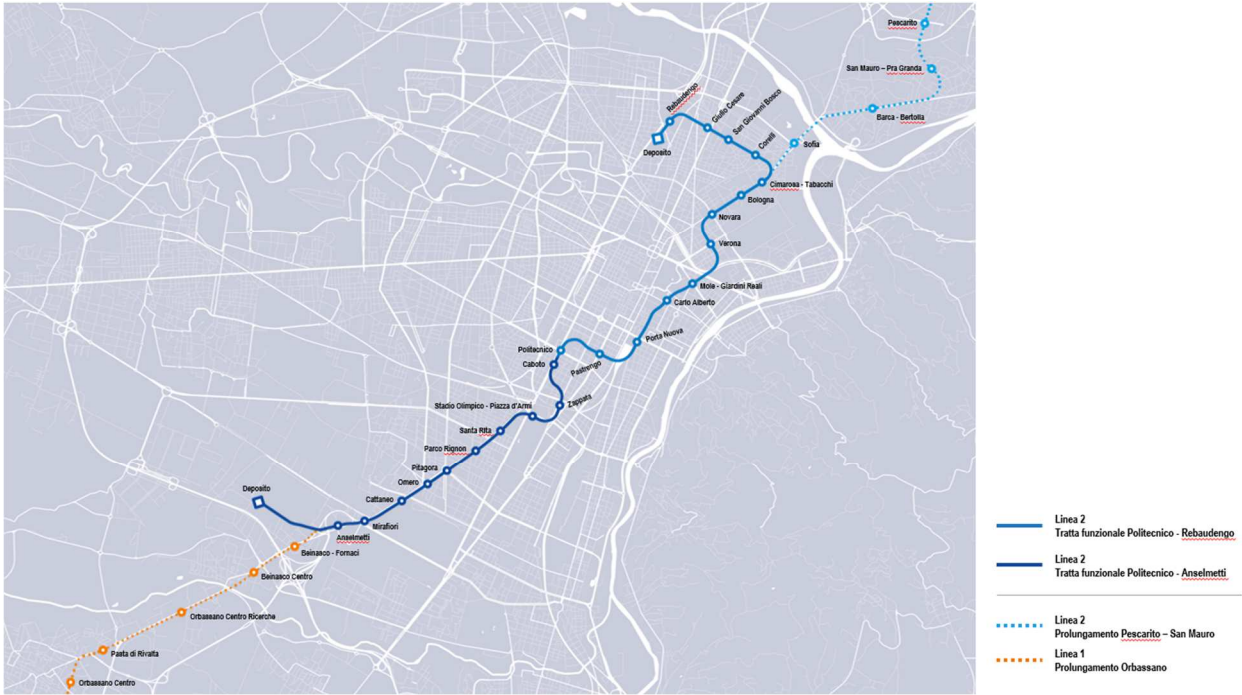 Pescarito
San Mauro – Pra Granda
Barca - Bertolla
Sofia
Rebaudengo
Giulio Cesare
San Giovanni Bosco
Corelli
Deposito
Cimarosa - Tabacchi
Bologna
Novara
Verona
Mole - Giardini Reali
Carlo Alberto
Porta Nuova
Politecnico
Pastrengo
Caboto
Zappata
Stadio Olimpico - Piazza d'Armi
Santa Rita
Parco Rignon
Pitagora
Omero
Cattaneo
Deposito
Mirafiori
Anselmetti
Beinasco - Fornaci
Beinasco Centro
Orbassano Centro Ricerche
Pasta di Rivalta
Orbassano Centro
Linea 2
Tratta funzionale Politecnico - Rebaudengo
Linea 2
Tratta funzionale Politecnico - Anselmetti
Linea 2
Prolungamento Pescarito – San Mauro
Linea 1
Prolungamento Orbassano